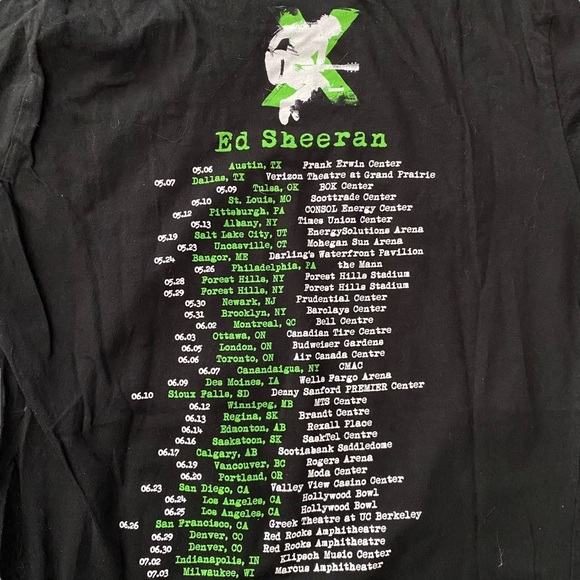 Ed Sheeran
05.06 Austin, TX Frank Erwin Center
05.07 Dallas, TX Verizon Theatre at Grand Prairie
05.09 Tulsa, OK BOK Center
05.10 St. Louis, MO Scottrade Center
05.12 Pittsburgh, PA CONSOL Energy Center
05.13 Albany, NY Times Union Center
05.19 Salt Lake City, UT EnergySolutions Arena
05.23 Uncasville, CT Mohegan Sun Arena
05.24 Bangor, ME Darling's Waterfront Pavilion
05.26 Philadelphia, PA the Mann
05.28 Forest Hills, NY Forest Hills Stadium
05.29 Forest Hills, NY Forest Hills Stadium
05.30 Newark, NJ Prudential Center
05.31 Brooklyn, NY Barclays Center
06.02 Montreal, QC Bell Centre
06.03 Ottawa, ON Canadian Tire Centre
06.05 London, ON Budweiser Gardens
06.06 Toronto, ON Air Canada Centre
06.07 Canandaigua, NY CMAC
06.09 Des Moines, IA Wells Fargo Arena
06.10 Sioux Falls, SD Denny Sanford PREMIER Center
06.12 Winnipeg, MB MTS Centre
06.13 Regina, SK Brandt Centre
06.14 Edmonton, AB Rexall Place
06.16 Saskatoon, SK SaskTel Centre
06.17 Calgary, AB Scotiabank Saddledome
06.19 Vancouver, BC Rogers Arena
06.20 Portland, OR Moda Center
06.23 San Diego, CA Valley View Casino Center
06.24 Los Angeles, CA Hollywood Bowl
06.25 Los Angeles, CA Hollywood Bowl
06.26 San Francisco, CA Greek Theatre at UC Berkeley
06.29 Denver, CO Red Rocks Amphitheatre
06.30 Denver, CO Red Rocks Amphitheatre
07.02 Indianapolis, IN Klipsch Music Center
07.03 Milwaukee, WI Marcus Amphitheater